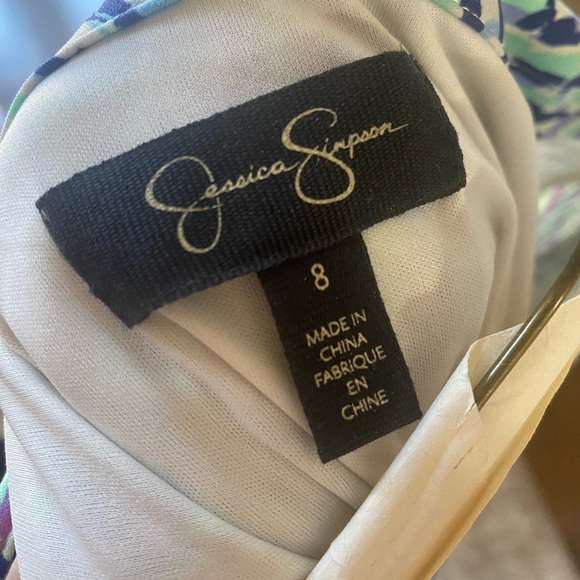 Jessica Simpson
8
MADE IN
CHINA
FABRIQUE
EN
CHINE